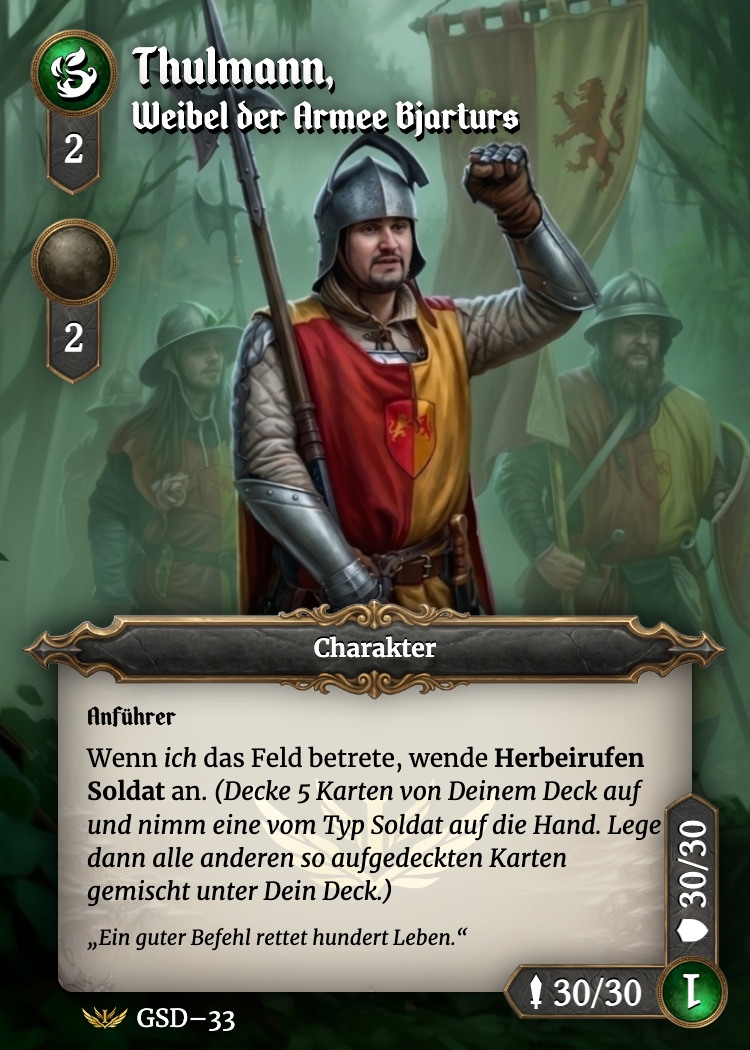 Thulmann,
Weibel der Armee Bjarturs
2
2
Charakter
Anführer
Wenn ich das Feld betrete, wende Herbeirufen
Soldat an. (Decke 5 Karten von Deinem Deck auf
und nimm eine vom Typ Soldat auf die Hand. Lege
dann alle anderen so aufgedeckten Karten
gemischt unter Dein Deck.)
„Ein guter Befehl rettet hundert Leben.“
30/30
30/30
1
GSD–33